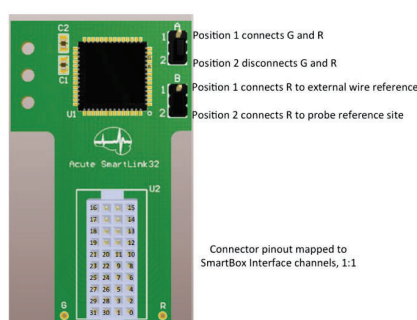 C2
A
1
Position 1 connects G and R
2
Position 2 disconnects G and R
C1
B
1
Position 1 connects R to external wire reference
U1
2
Position 2 connects R to probe reference site
Acute SmartLink32
U2
16 15
17 14
18 13
19 12
21 20 11 10
23 22 9 8
25 24 7 6
27 26 5 4
29 28 3 2
31 30 1 0
G
R
Connector pinout mapped to
SmartBox Interface channels, 1:1